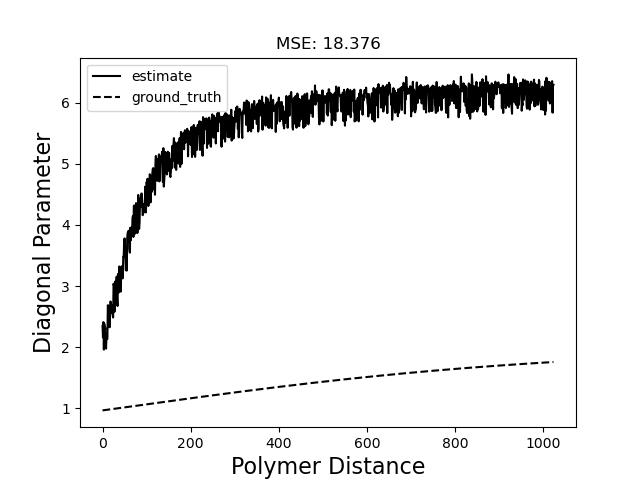 MSE: 18.376
estimate
ground_truth
Diagonal Parameter
6
5
4
3
2
1
0
200
400
600
800
1000
Polymer Distance